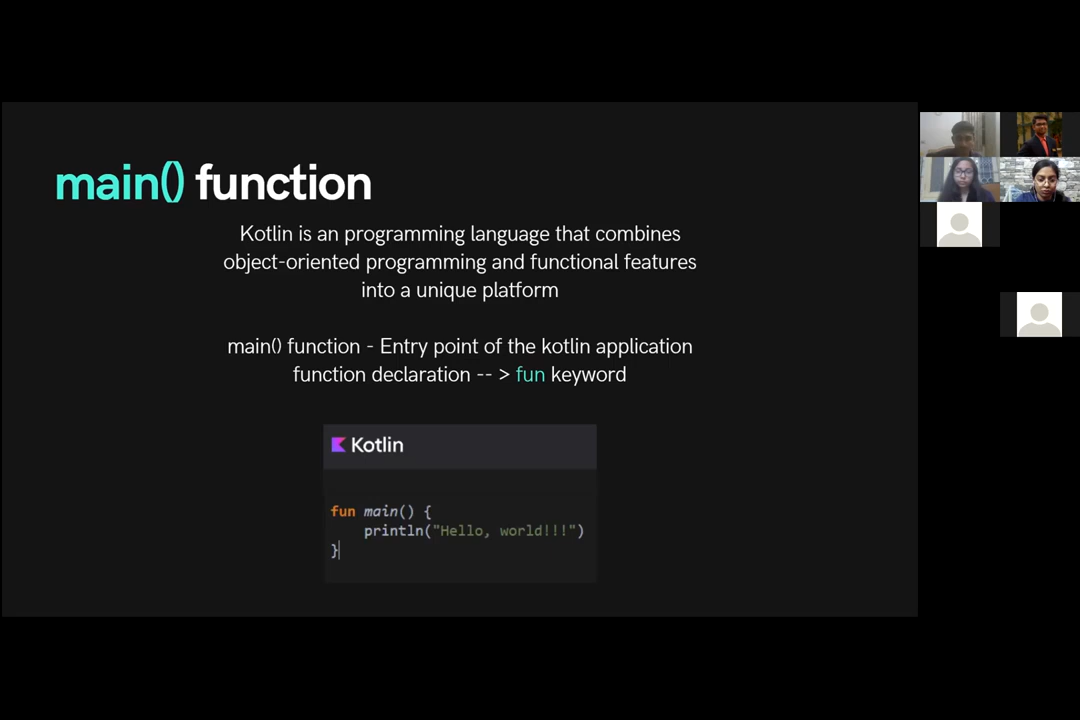 main() function
Kotlin is an programming language that combines
object-oriented programming and functional features
into a unique platform
main() function - Entry point of the kotlin application
function declaration -- > fun keyword
Kotlin
fun main() {
    println("Hello, world!!!")
}